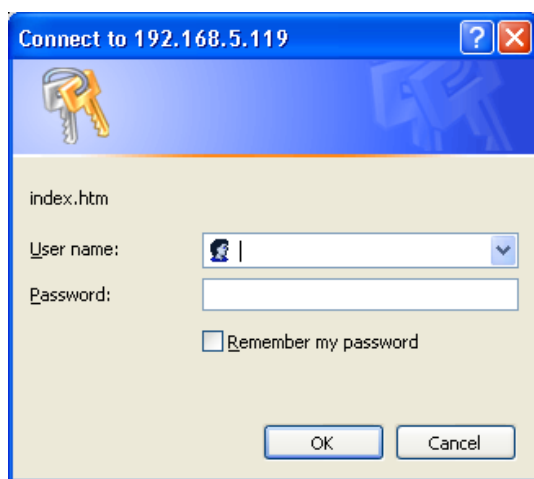 Connect to 192.168.5.119
index.htm
User name:
Password:
Remember my password
OK Cancel